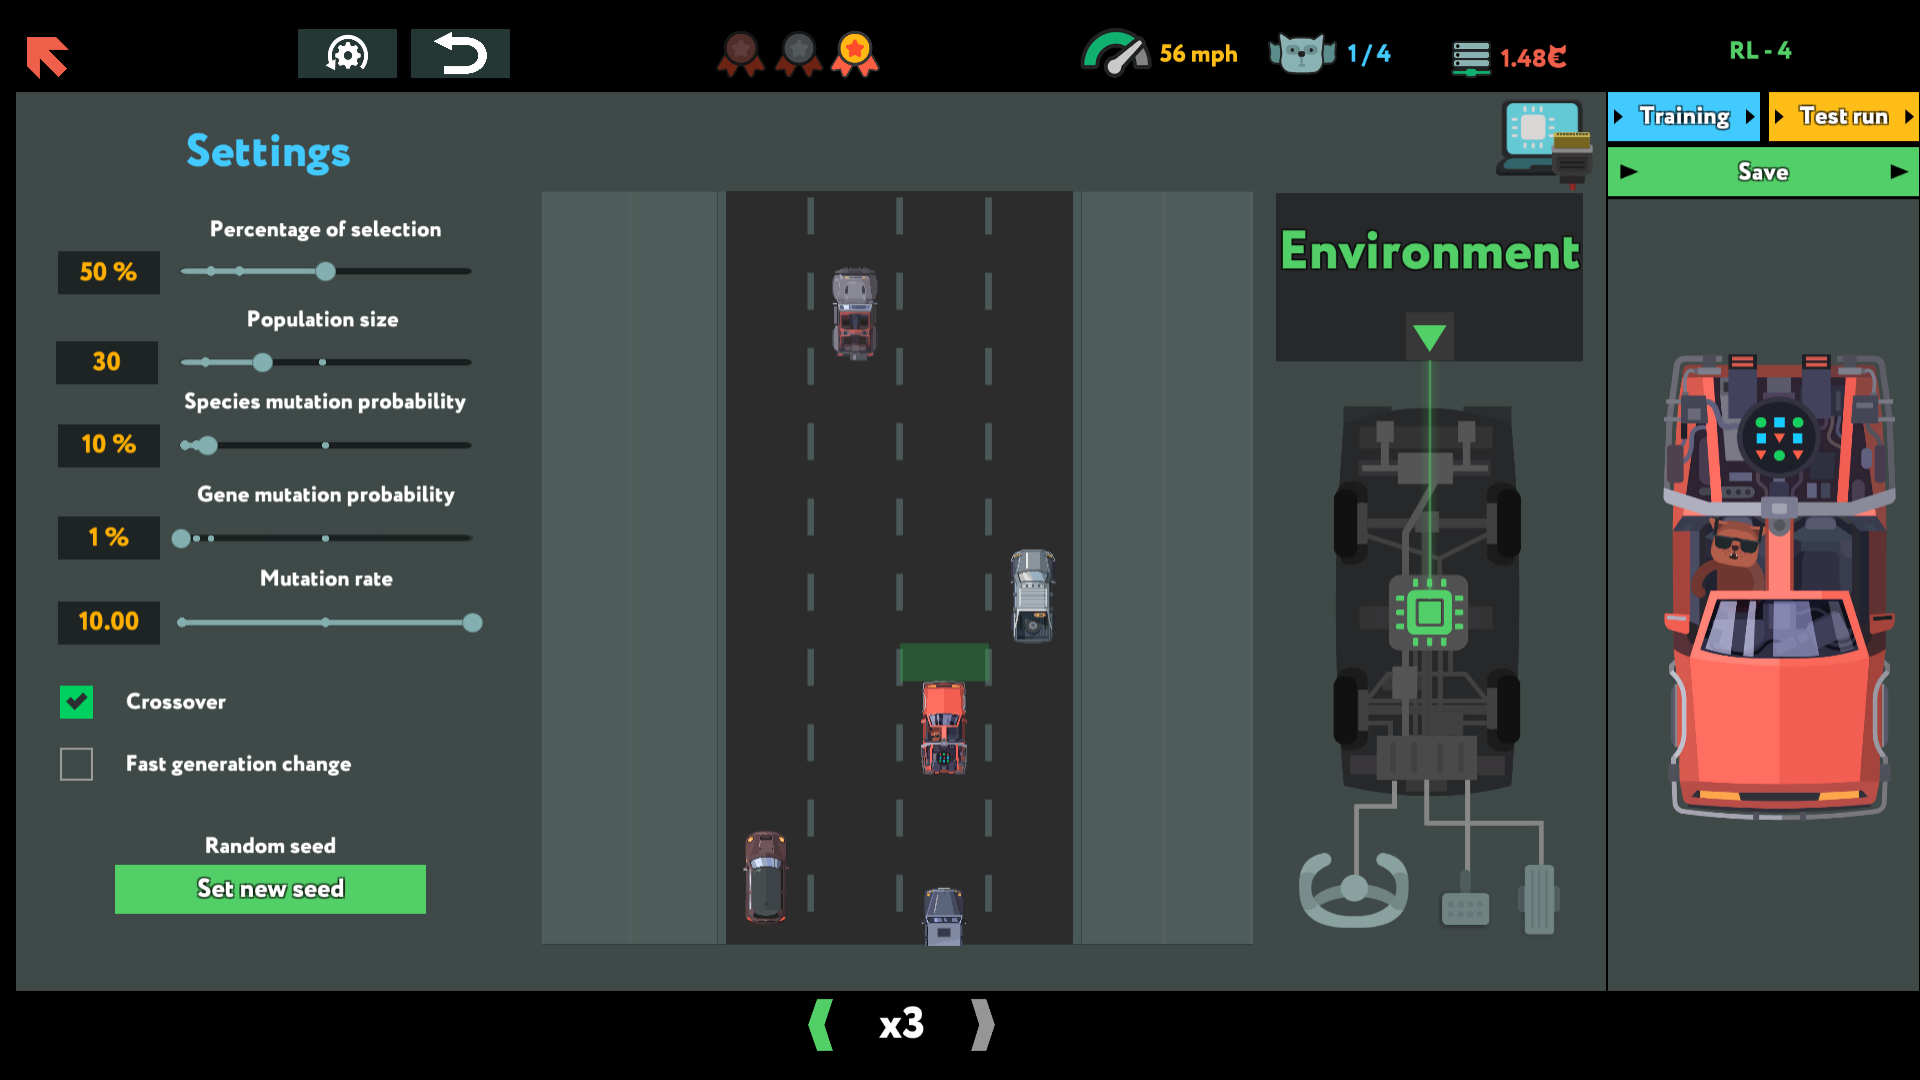 56 mph
1/4
1.48
RL - 4
Training
Test run
Save
Settings
Environment
Percentage of selection
50 %
Population size
30
Species mutation probability
10 %
Gene mutation probability
1 %
Mutation rate
10.00
Crossover
Fast generation change
Random seed
Set new seed
x3